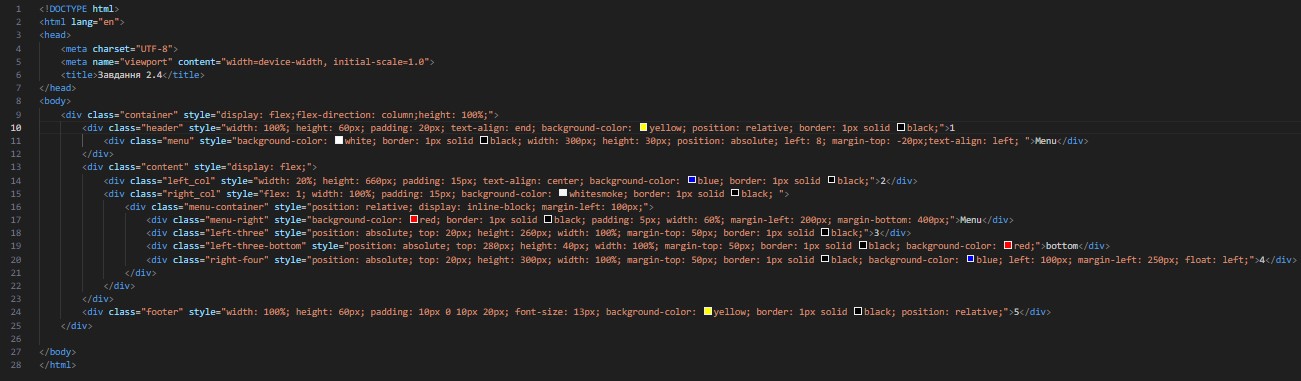 1 <!DOCTYPE html>
2 <html lang="en">
3 <head>
4 <meta charset="UTF-8">
5 <meta name="viewport" content="width=device-width, initial-scale=1.0">
6 <title>Завдання 2.4</title>
7 </head>
8 <body>
9 <div class="container" style="display: flex;flex-direction: column;height: 100%;">
10 <div class="header" style="width: 100%; height: 60px; padding: 20px; text-align: end; background-color: yellow; position: relative; border: 1px solid black;">1
11 <div class="menu" style="background-color: white; border: 1px solid black; width: 300px; height: 30px; position: absolute; left: 8; margin-top: -20px;text-align: left; ">Menu</div>
12 </div>
13 <div class="content" style="display: flex;">
14 <div class="left_col" style="width: 20%; height: 660px; padding: 15px; text-align: center; background-color: blue; border: 1px solid black;">2</div>
15 <div class="right_col" style="flex: 1; width: 100%; padding 15px; background-color: whitesmoke; border: 1px solid black; ">
16 <div class="menu-container" style="position: relative; display: inline-block; margin-left: 100px;">
17 <div class="menu-right" style="background-color: red; border: 1px solid black; padding: 5px; width: 60%; margin-left: 200px; margin-bottom: 400px;">Menu</div>
18 <div class="left-three" style="position: absolute; top: 20px; height: 260px; width: 100%; margin-top: 50px; border: 1px solid black;">3</div>
19 <div class="left-three-bottom" style="position: absolute; top: 280px; height: 40px; width: 100%; margin-top: 50px; border: 1px solid black; background-color: red;">bottom</div>
20 <div class="right-four" style="position: absolute; top: 20px; height: 300px; width: 100%; margin-top: 50px; border: 1px solid black; background-color: blue; left: 100px; margin-left: 250px; float: left;">4</div>
21 </div>
22 </div>
23 </div>
24 <div class="footer" style="width: 100%; height: 60px; padding: 10px 0 10px 20px; font-size: 13px; background-color: yellow; border: 1px solid black; position: relative;">5</div>
25 </div>
26
27 </body>
28 </html>